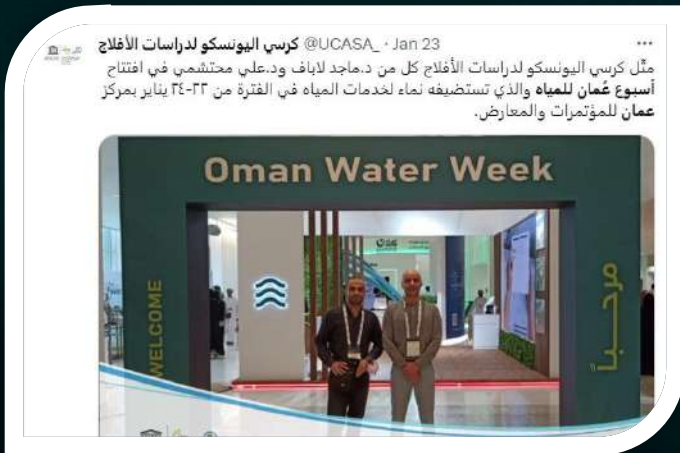 كرسي اليونسكو لدراسات الأفلاج @UCASA_ · Jan 23
مثّل كرسي اليونسكو لدراسات الأفلاج كل من د.ماجد لاباف ود.علي محتشمي في افتتاح
أسبوع عُمان للمياه والذي تستضيفه نماء لخدمات المياه في الفترة من ٢٣-٢٤ يناير بمركز
عمان للمؤتمرات والمعارض.
Oman Water Week
WELCOME
مرحباً